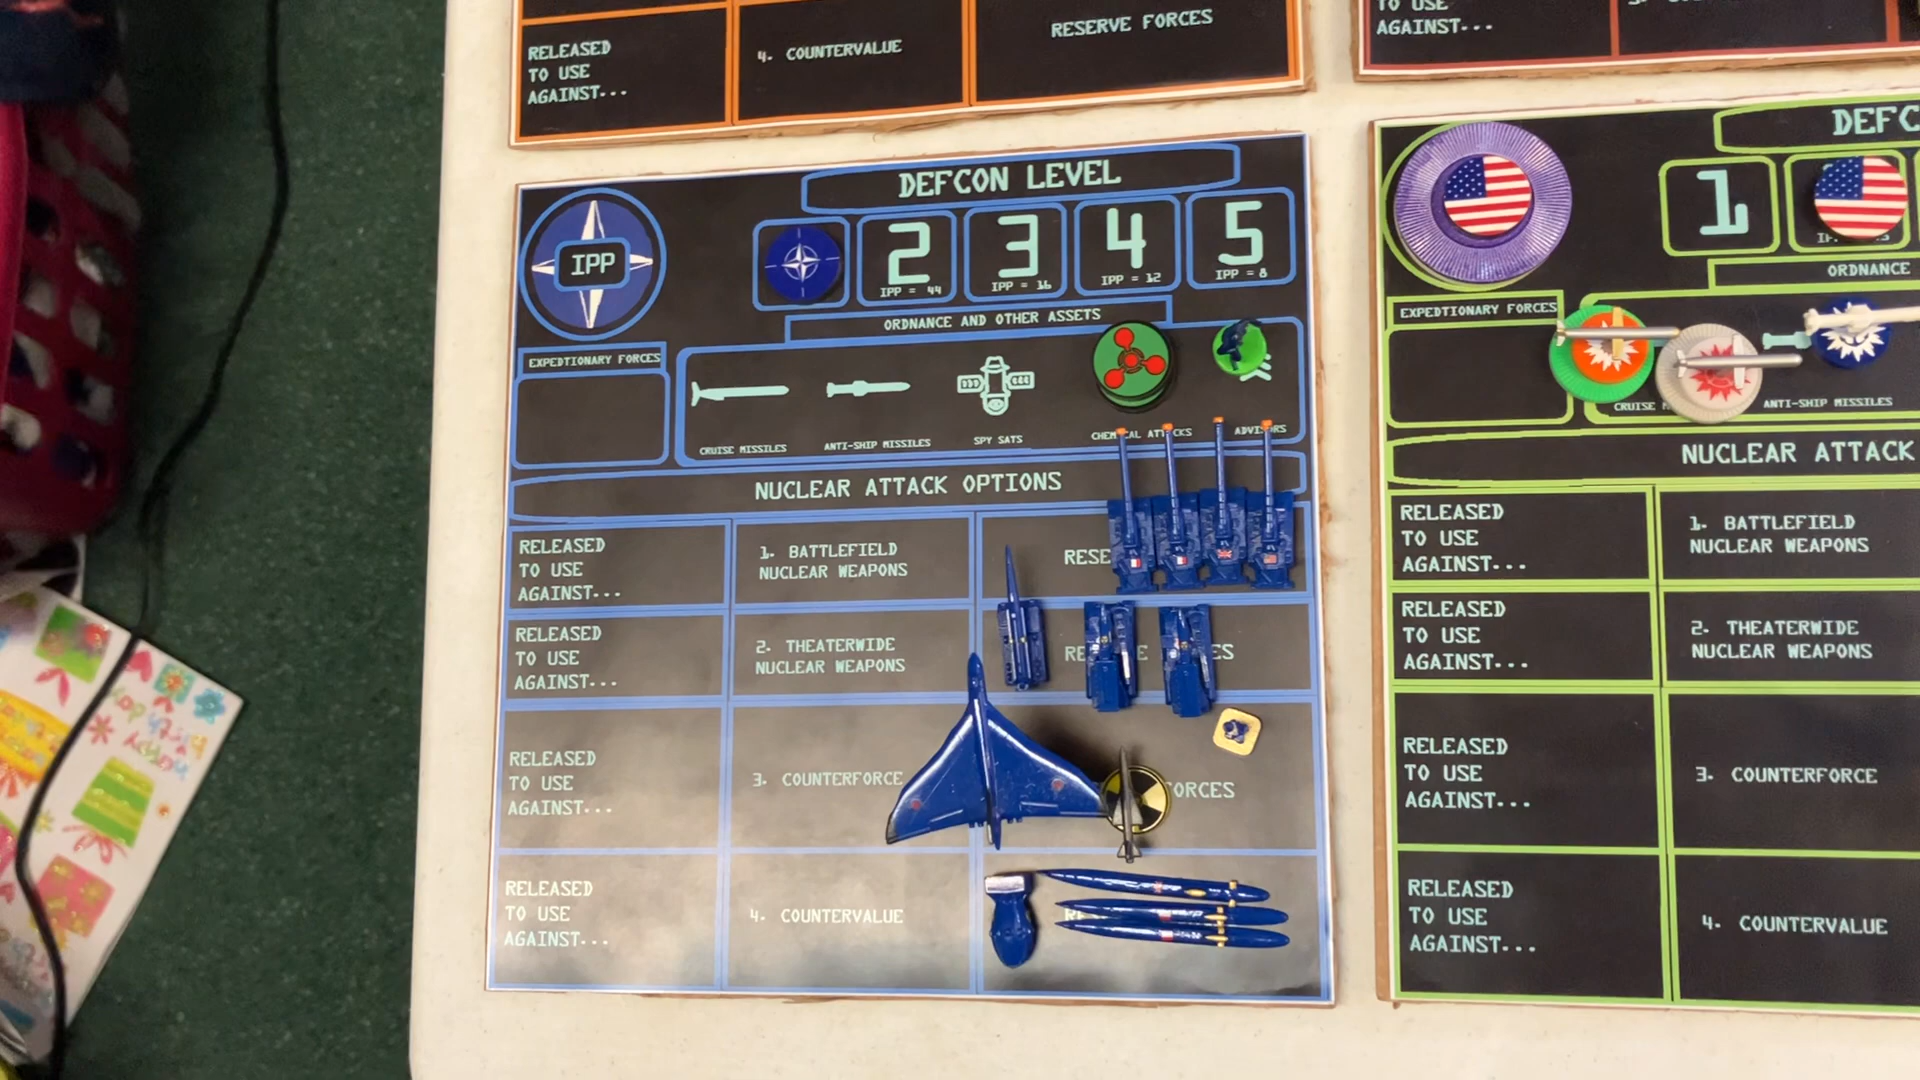 RELEASED
TO USE
AGAINST...
4. COUNTERVALUE
RESERVE FORCES
TO USE
AGAINST...
DEFCON LEVEL
IPP
2
IPP = 44
3
IPP = 16
4
IPP = 12
5
IPP = 8
ORDNANCE AND OTHER ASSETS
EXPEDTIONARY FORCES
CRUISE MISSILES
ANTI-SHIP MISSILES
SPY SATS
NUCLEAR ATTACK OPTIONS
RELEASED
TO USE
AGAINST...
1. BATTLEFIELD
NUCLEAR WEAPONS
RELEASED
TO USE
AGAINST...
2. THEATERWIDE
NUCLEAR WEAPONS
RELEASED
TO USE
AGAINST...
3. COUNTERFORCE
FORCES
RELEASED
TO USE
AGAINST...
4. COUNTERVALUE
DEFC
1
ORDNANCE
EXPEDTIONARY FORCES
CRUISE
ANTI-SHIP MISSILES
NUCLEAR ATTACK
RELEASED
TO USE
AGAINST...
1. BATTLEFIELD
NUCLEAR WEAPONS
RELEASED
TO USE
AGAINST...
2. THEATERWIDE
NUCLEAR WEAPONS
RELEASED
TO USE
AGAINST...
3. COUNTERFORCE
RELEASED
TO USE
AGAINST...
4. COUNTERVALUE